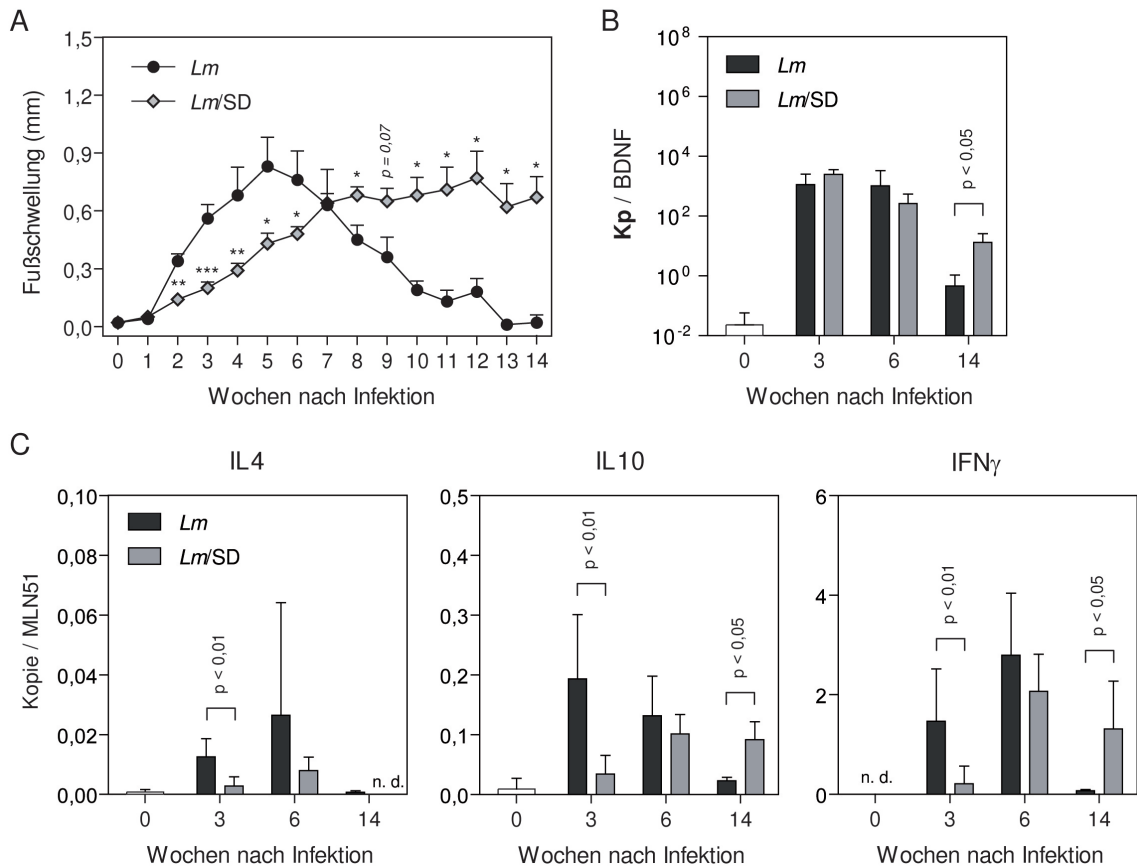 A
1,5
1,2
0,9
0,6
0,3
0,0
Fußschwellung (mm)
Lm
Lm/SD
** *** ** * * * p = 0,07 * * * * *
0 1 2 3 4 5 6 7 8 9 10 11 12 13 14
Wochen nach Infektion
B
10^8
10^6
10^4
10^2
10^0
10^-2
Kp / BDNF
Lm
Lm/SD
p < 0,05
0 3 6 14
Wochen nach Infektion
C
IL4
0,10
0,08
0,06
0,04
0,02
0,00
Kopie / MLN51
Lm
Lm/SD
p < 0,01
n. d.
0 3 6 14
Wochen nach Infektion
IL10
0,5
0,4
0,3
0,2
0,1
0,0
p < 0,01
p < 0,05
0 3 6 14
Wochen nach Infektion
IFNγ
6
4
2
0
n. d.
p < 0,01
p < 0,05
0 3 6 14
Wochen nach Infektion